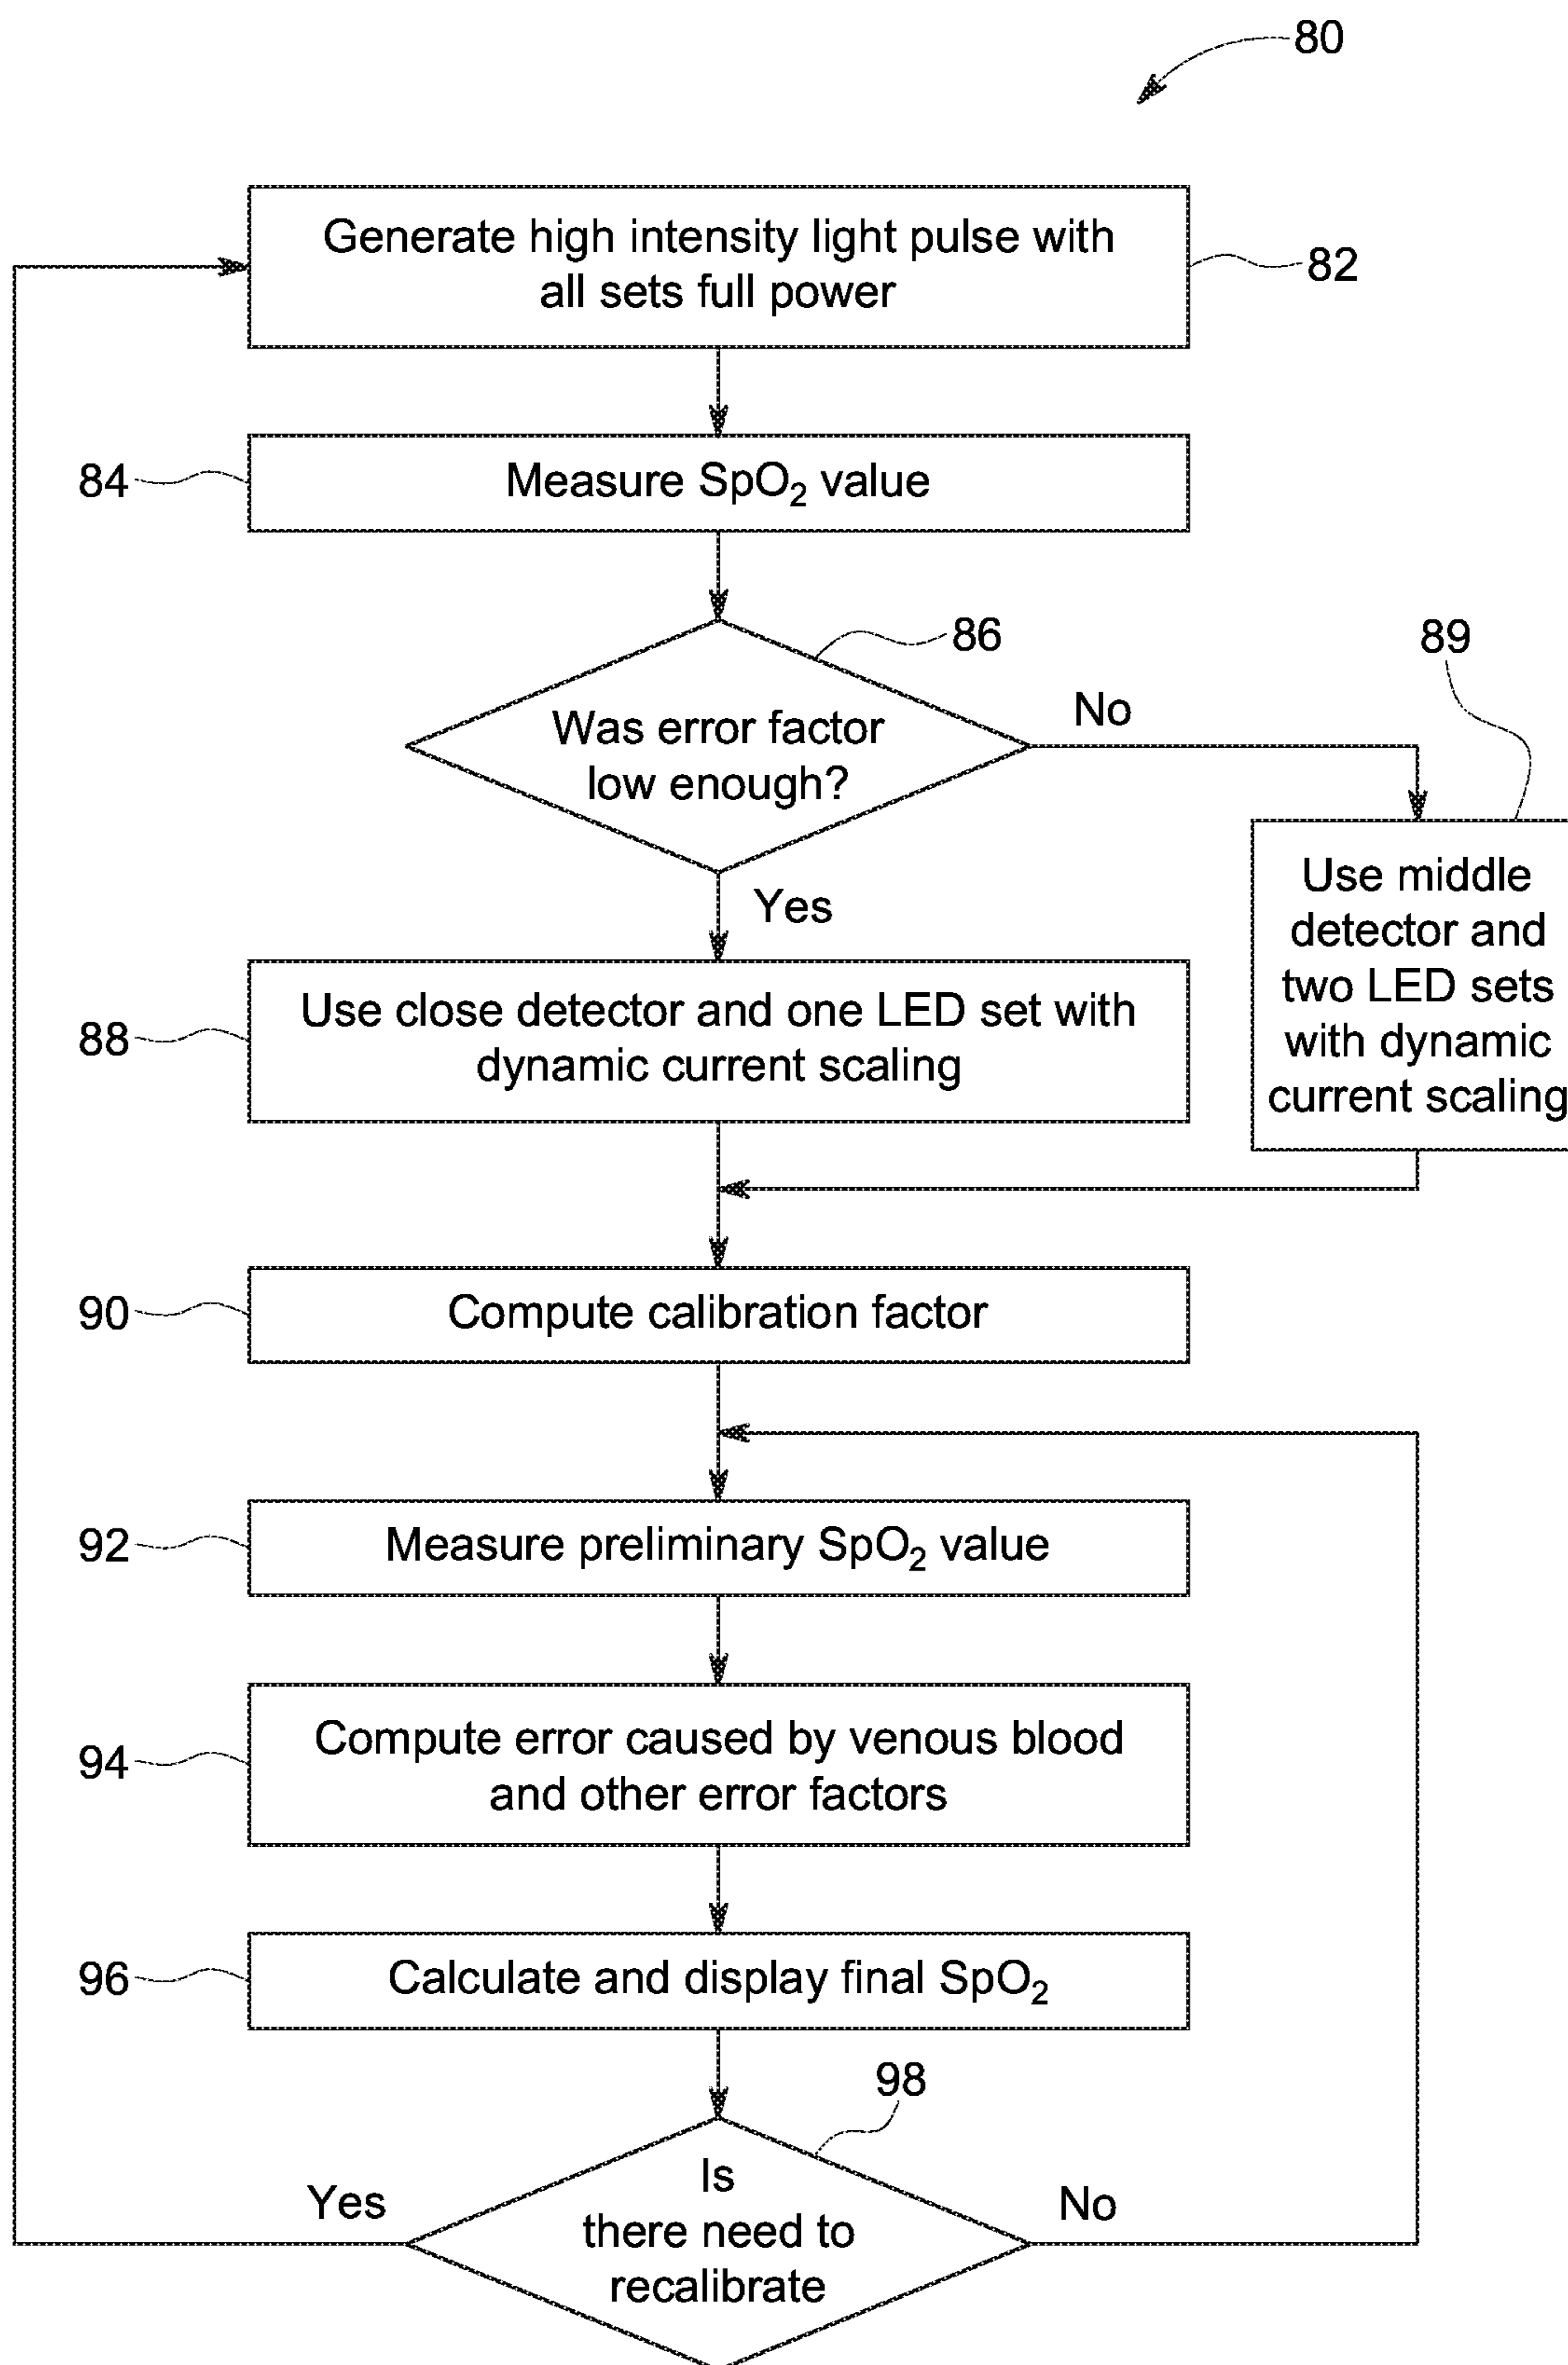 80
Generate high intensity light pulse with
all sets full power
82
84
Measure SpO₂ value
86
89
Was error factor
low enough?
No
Yes
Use middle
detector and
two LED sets
with dynamic
current scaling
88
Use close detector and one LED set with
dynamic current scaling
90
Compute calibration factor
92
Measure preliminary SpO₂ value
94
Compute error caused by venous blood
and other error factors
96
Calculate and display final SpO₂
98
Yes
Is
there need to
recalibrate
No